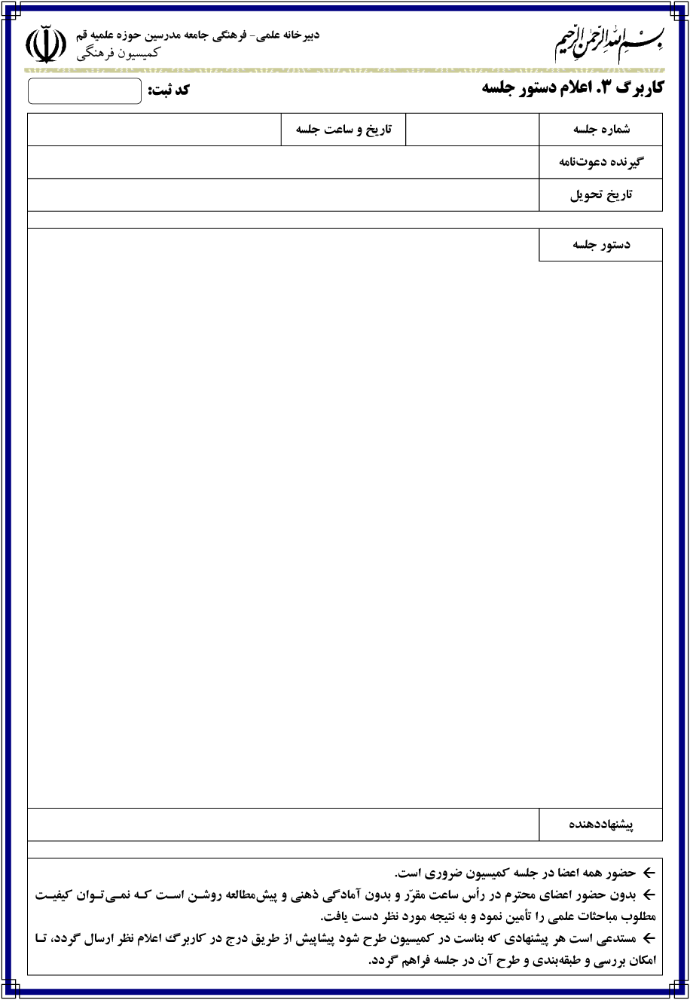 بسم الله الرحمن الرحیم
دبیرخانه علمی- فرهنگی جامعه مدرسین حوزه علمیه قم
کمیسیون فرهنگی
کاربرگ ۳. اعلام دستور جلسه
کد ثبت:
شماره جلسه
تاریخ و ساعت جلسه
گیرنده دعوت‌نامه
تاریخ تحویل
دستور جلسه
پیشنهاددهنده
← حضور همه اعضا در جلسه کمیسیون ضروری است.
← بدون حضور اعضای محترم در رأس ساعت مقرّر و بدون آمادگی ذهنی و پیش‌مطالعه روشن است که نمی‌توان کیفیت
مطلوب مباحثات علمی را تأمین نمود و به نتیجه مورد نظر دست یافت.
← مستدعی است هر پیشنهادی که بناست در کمیسیون طرح شود پیشاپیش از طریق درج در کاربرگ اعلام نظر ارسال گردد، تا
امکان بررسی و طبقه‌بندی و طرح آن در جلسه فراهم گردد.